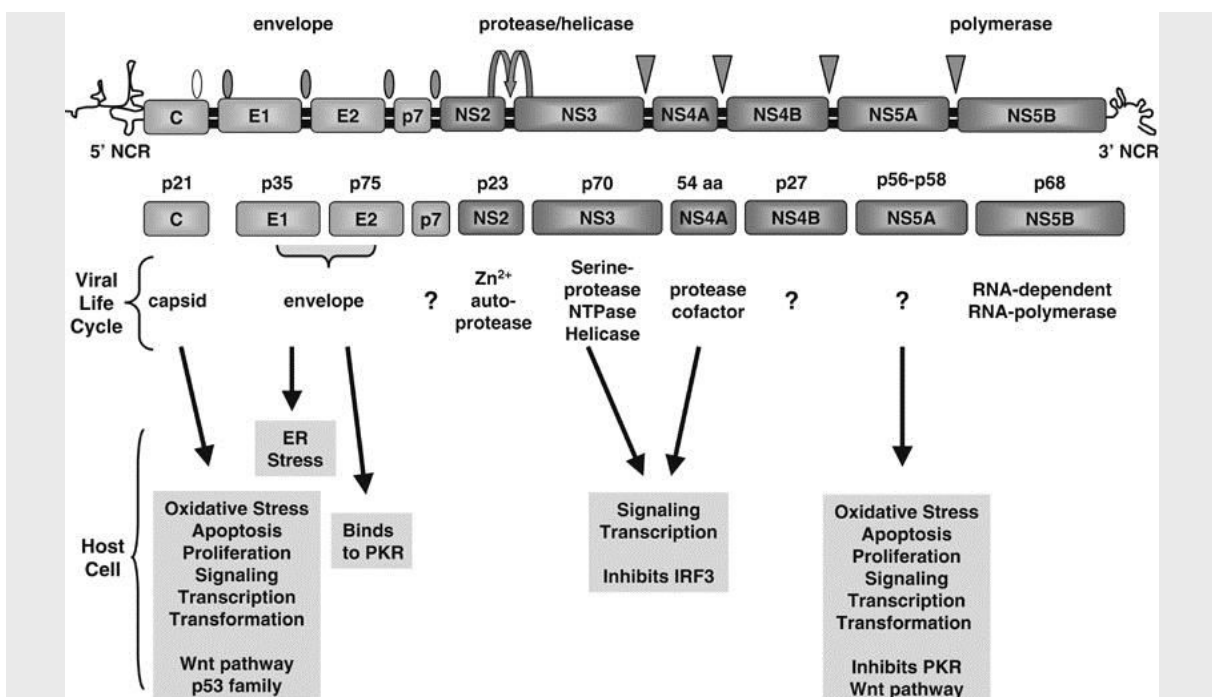 envelope protease/helicase polymerase
C E1 E2 p7 NS2 NS3 NS4A NS4B NS5A NS5B
5' NCR 3' NCR
p21 p35 p75 p23 p70 54 aa p27 p56-p58 p68
C E1 E2 p7 NS2 NS3 NS4A NS4B NS5A NS5B
Viral
Life
Cycle
capsid
envelope
?
Zn²⁺
auto-
protease
Serine-
protease
NTPase
Helicase
protease
cofactor
?
?
RNA-dependent
RNA-polymerase
Host
Cell
Oxidative Stress
Apoptosis
Proliferation
Signaling
Transcription
Transformation
Wnt pathway
p53 family
ER
Stress
Binds
to PKR
Signaling
Transcription
Inhibits IRF3
Oxidative Stress
Apoptosis
Proliferation
Signaling
Transcription
Transformation
Inhibits PKR
Wnt pathway